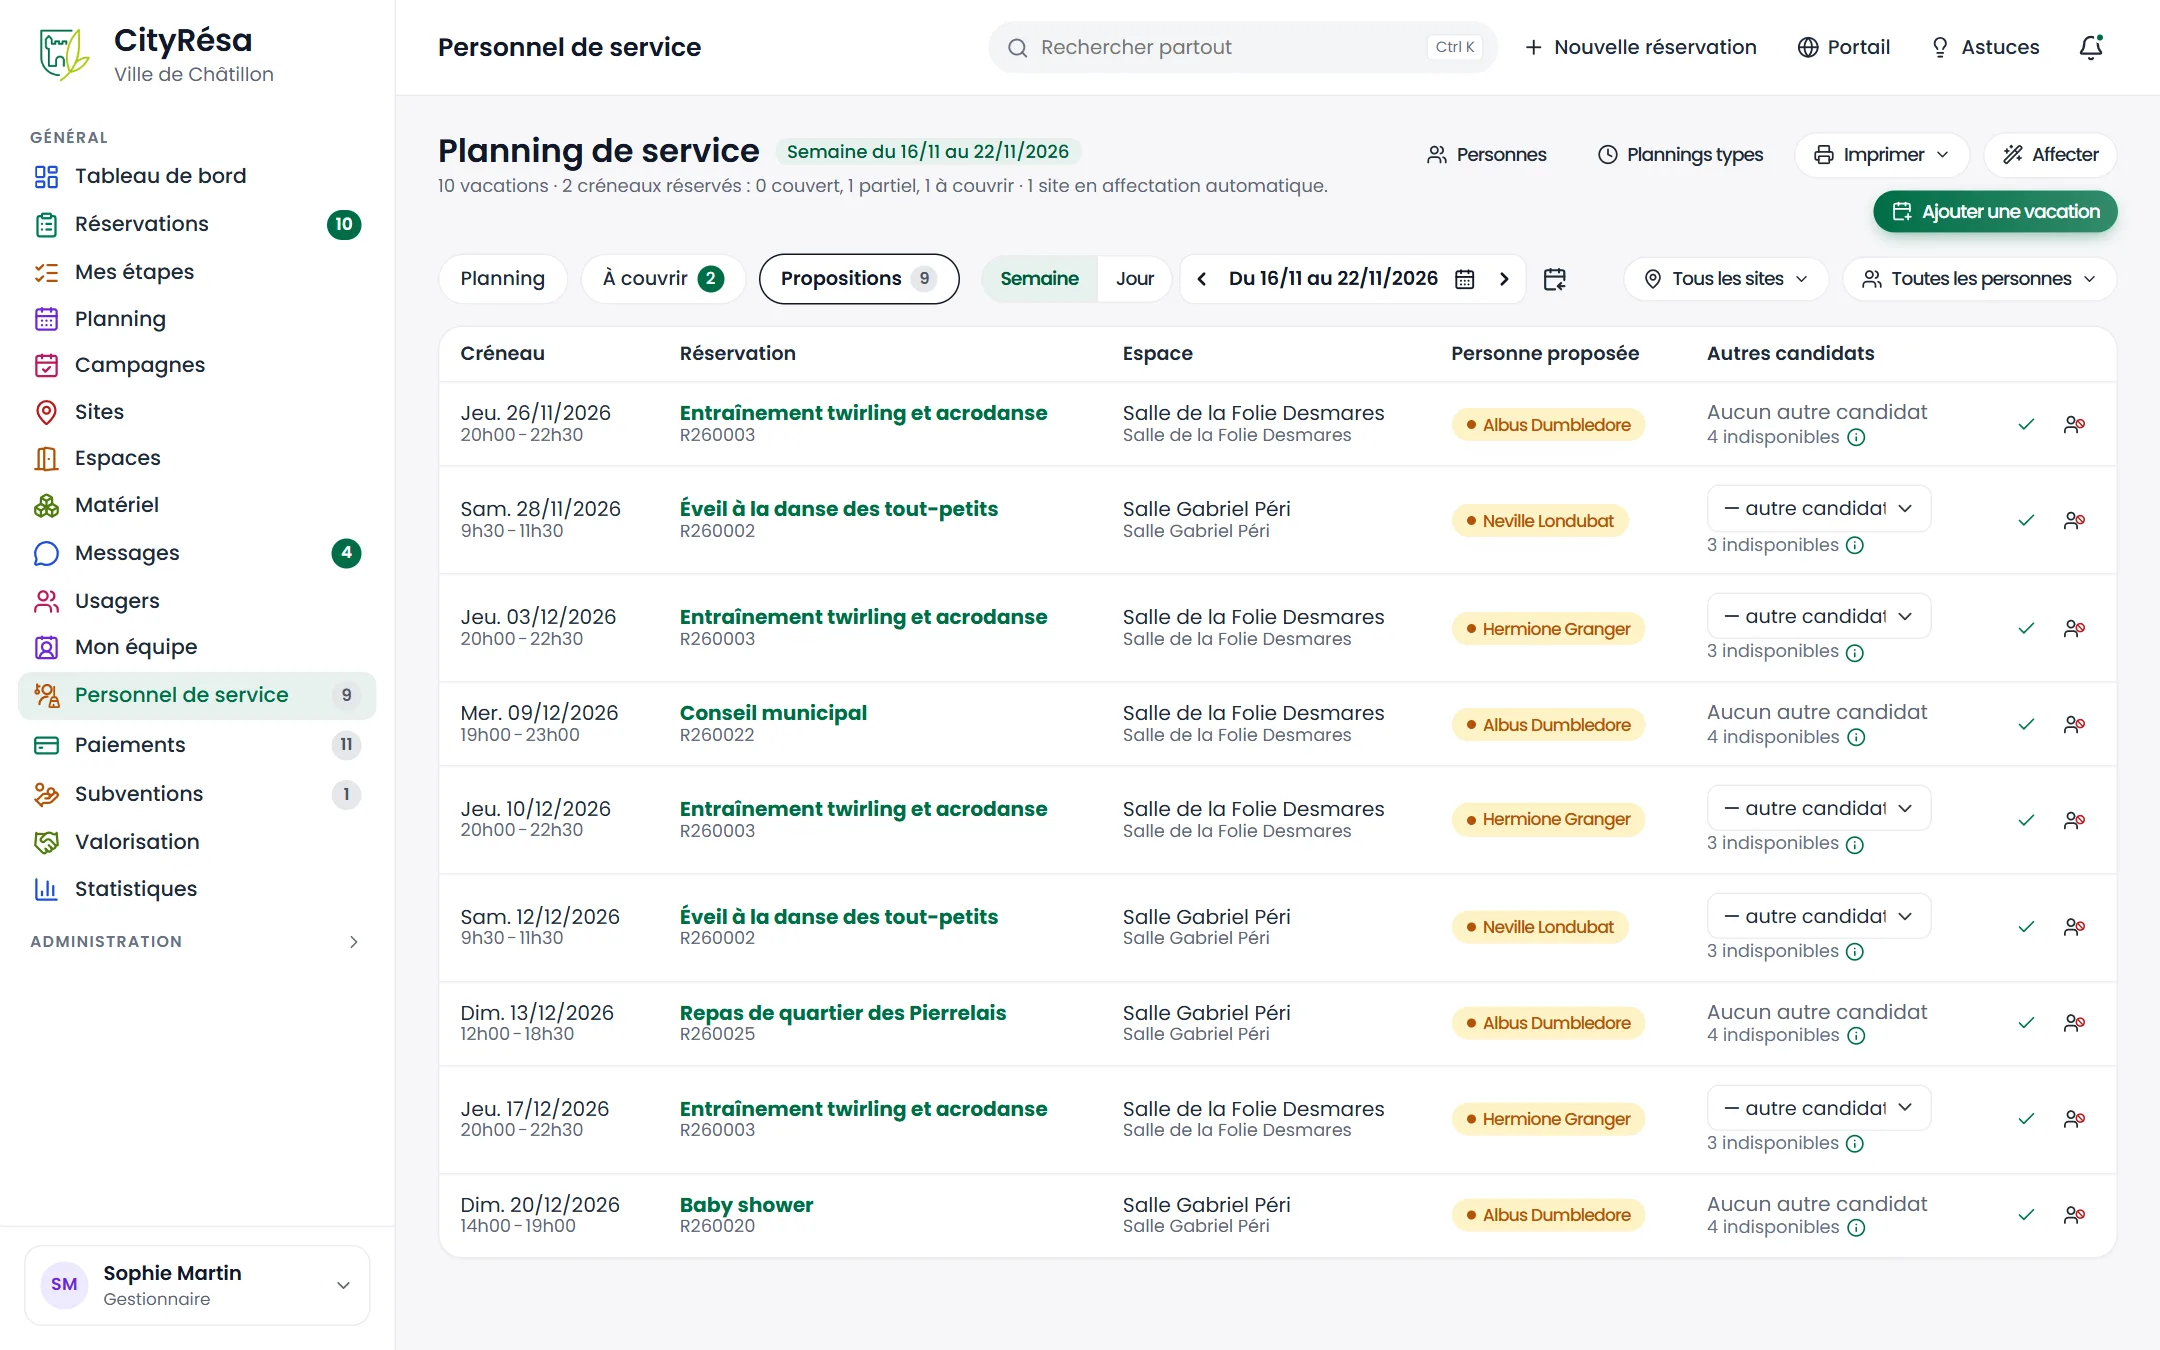 CityRésa
Ville de Châtillon
GÉNÉRAL
Tableau de bord
Réservations 10
Mes étapes
Planning
Campagnes
Sites
Espaces
Matériel
Messages 4
Usagers
Mon équipe
Personnel de service 9
Paiements 11
Subventions 1
Valorisation
Statistiques
ADMINISTRATION
SM
Sophie Martin
Gestionnaire
Personnel de service
Rechercher partout Ctrl K
Nouvelle réservation
Portail
Astuces
Planning de service Semaine du 16/11 au 22/11/2026
10 vacations · 2 créneaux réservés : 0 couvert, 1 partiel, 1 à couvrir · 1 site en affectation automatique.
Personnes
Plannings types
Imprimer
Affecter
Ajouter une vacation
Planning
À couvrir 2
Propositions 9
Semaine
Jour
Du 16/11 au 22/11/2026
Tous les sites
Toutes les personnes
Créneau Réservation Espace Personne proposée Autres candidats
Jeu. 26/11/2026 Entraînement twirling et acrodanse Salle de la Folie Desmares Albus Dumbledore Aucun autre candidat
20h00 – 22h30 R260003 Salle de la Folie Desmares 4 indisponibles
Sam. 28/11/2026 Éveil à la danse des tout-petits Salle Gabriel Péri Neville Londubat — autre candidat
9h30 – 11h30 R260002 Salle Gabriel Péri 3 indisponibles
Jeu. 03/12/2026 Entraînement twirling et acrodanse Salle de la Folie Desmares Hermione Granger — autre candidat
20h00 – 22h30 R260003 Salle de la Folie Desmares 3 indisponibles
Mer. 09/12/2026 Conseil municipal Salle de la Folie Desmares Albus Dumbledore Aucun autre candidat
19h00 – 23h00 R260022 Salle de la Folie Desmares 4 indisponibles
Jeu. 10/12/2026 Entraînement twirling et acrodanse Salle de la Folie Desmares Hermione Granger — autre candidat
20h00 – 22h30 R260003 Salle de la Folie Desmares 3 indisponibles
Sam. 12/12/2026 Éveil à la danse des tout-petits Salle Gabriel Péri Neville Londubat — autre candidat
9h30 – 11h30 R260002 Salle Gabriel Péri 3 indisponibles
Dim. 13/12/2026 Repas de quartier des Pierrelais Salle Gabriel Péri Albus Dumbledore Aucun autre candidat
12h00 – 18h30 R260025 Salle Gabriel Péri 4 indisponibles
Jeu. 17/12/2026 Entraînement twirling et acrodanse Salle de la Folie Desmares Hermione Granger — autre candidat
20h00 – 22h30 R260003 Salle de la Folie Desmares 3 indisponibles
Dim. 20/12/2026 Baby shower Salle Gabriel Péri Albus Dumbledore Aucun autre candidat
14h00 – 19h00 R260020 Salle Gabriel Péri 4 indisponibles